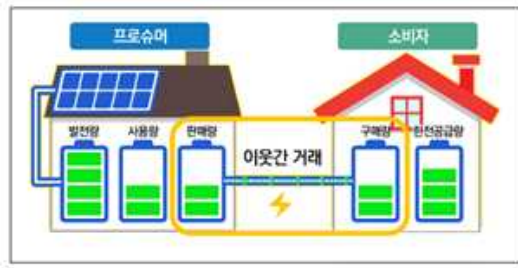 프로슈머
소비자
발전량 사용량 판매량
이웃간 거래
구매량 한전공급량